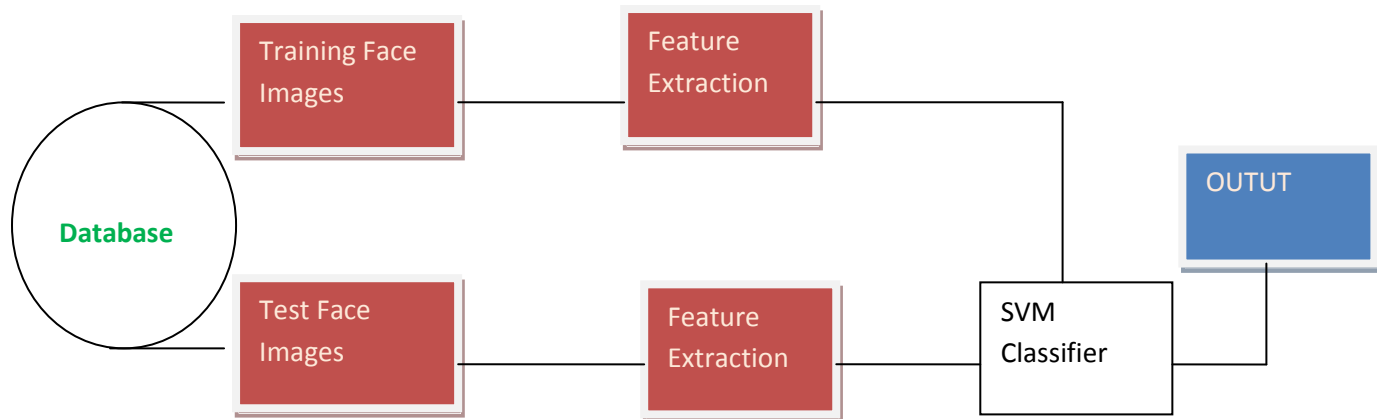 Training Face
Images
Feature
Extraction
OUTUT
Database
Test Face
Images
Feature
Extraction
SVM
Classifier